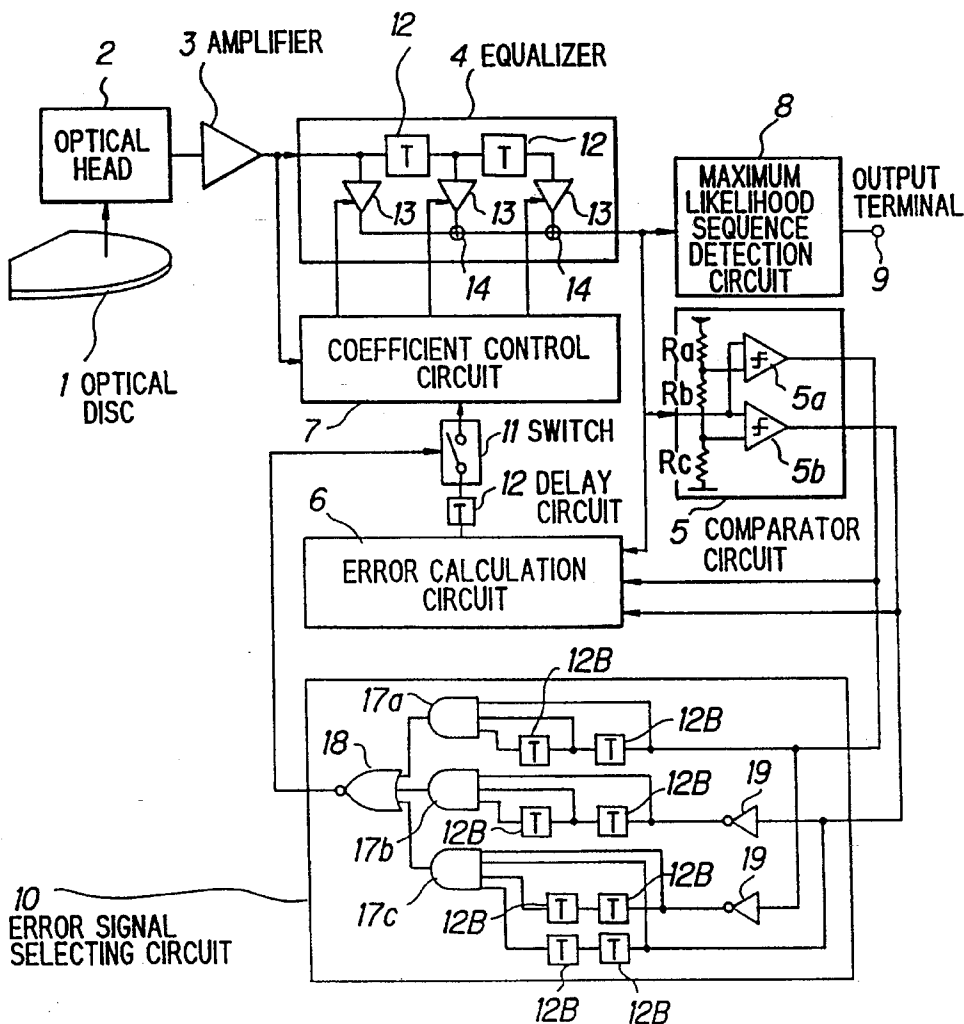 3 AMPLIFIER
12
2
4 EQUALIZER
OPTICAL
HEAD
T
T
12
13
13
13
14
14
8
MAXIMUM
LIKELIHOOD
SEQUENCE
DETECTION
CIRCUIT
OUTPUT
TERMINAL
9
1 OPTICAL
DISC
COEFFICIENT CONTROL
CIRCUIT
7
Ra
Rb
Rc
5a
5b
5 COMPARATOR
CIRCUIT
11 SWITCH
12 DELAY
CIRCUIT
T
6
ERROR CALCULATION
CIRCUIT
12B
17a
T
T
12B
18
17b
12B
T
T
12B
19
17c
12B
T
T
12B
19
T
T
12B
12B
10
ERROR SIGNAL
SELECTING CIRCUIT